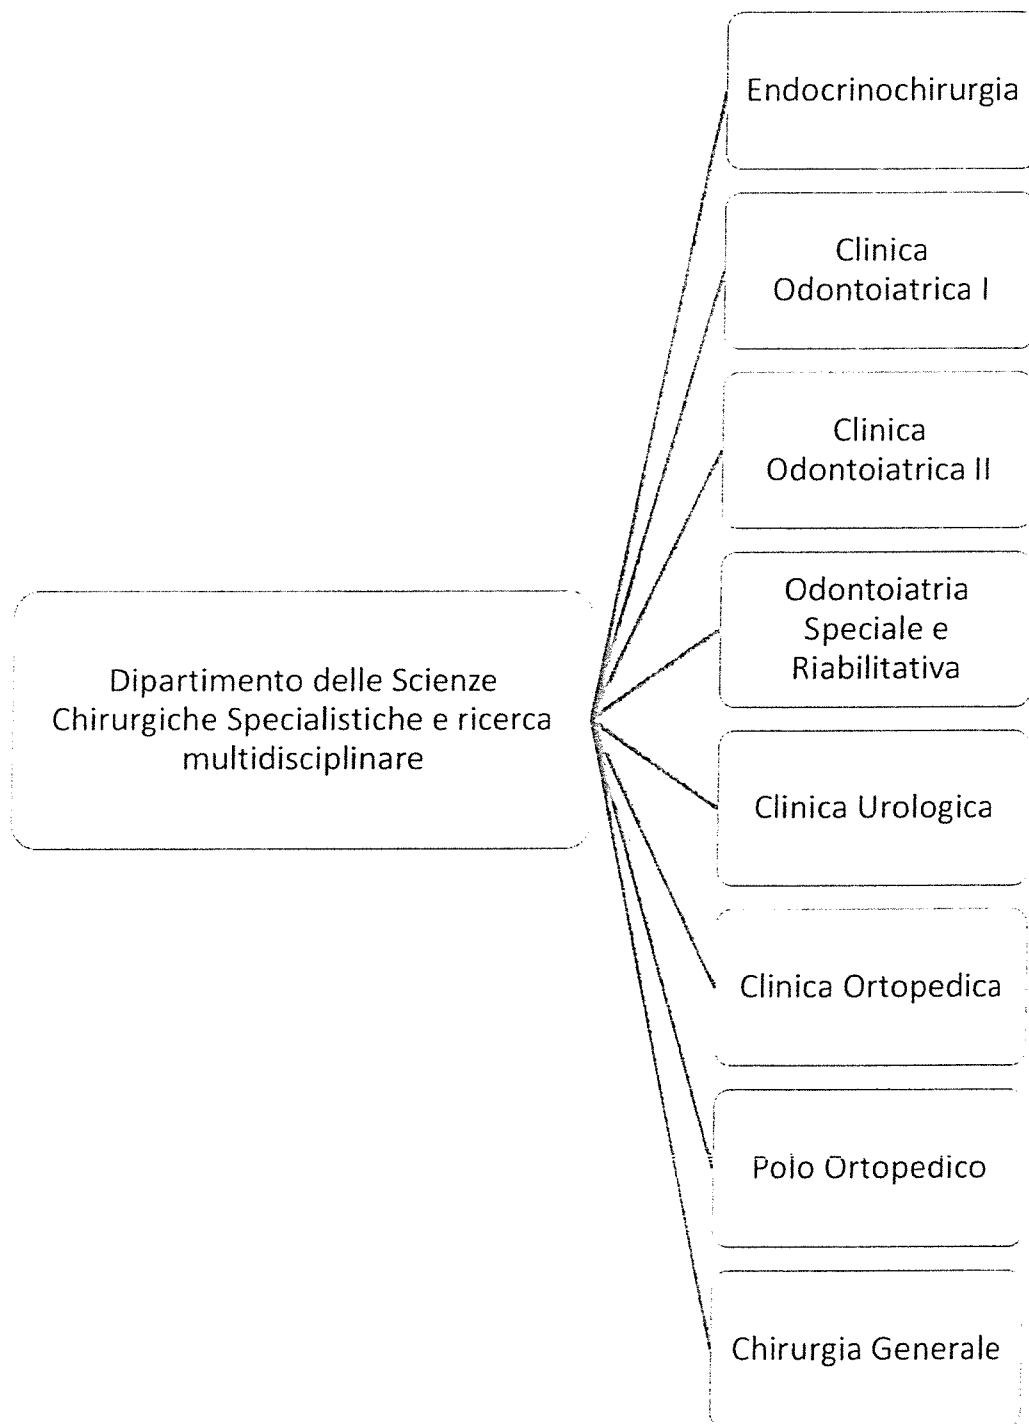 Endocrinochirurgia
Clinica
Odontoiatrica I
Clinica
Odontoiatrica II
Odontoiatria
Speciale e
Riabilitativa
Dipartimento delle Scienze
Chirurgiche Specialistiche e ricerca
multidisciplinare
Clinica Urologica
Clinica Ortopedica
Polo Ortopedico
Chirurgia Generale